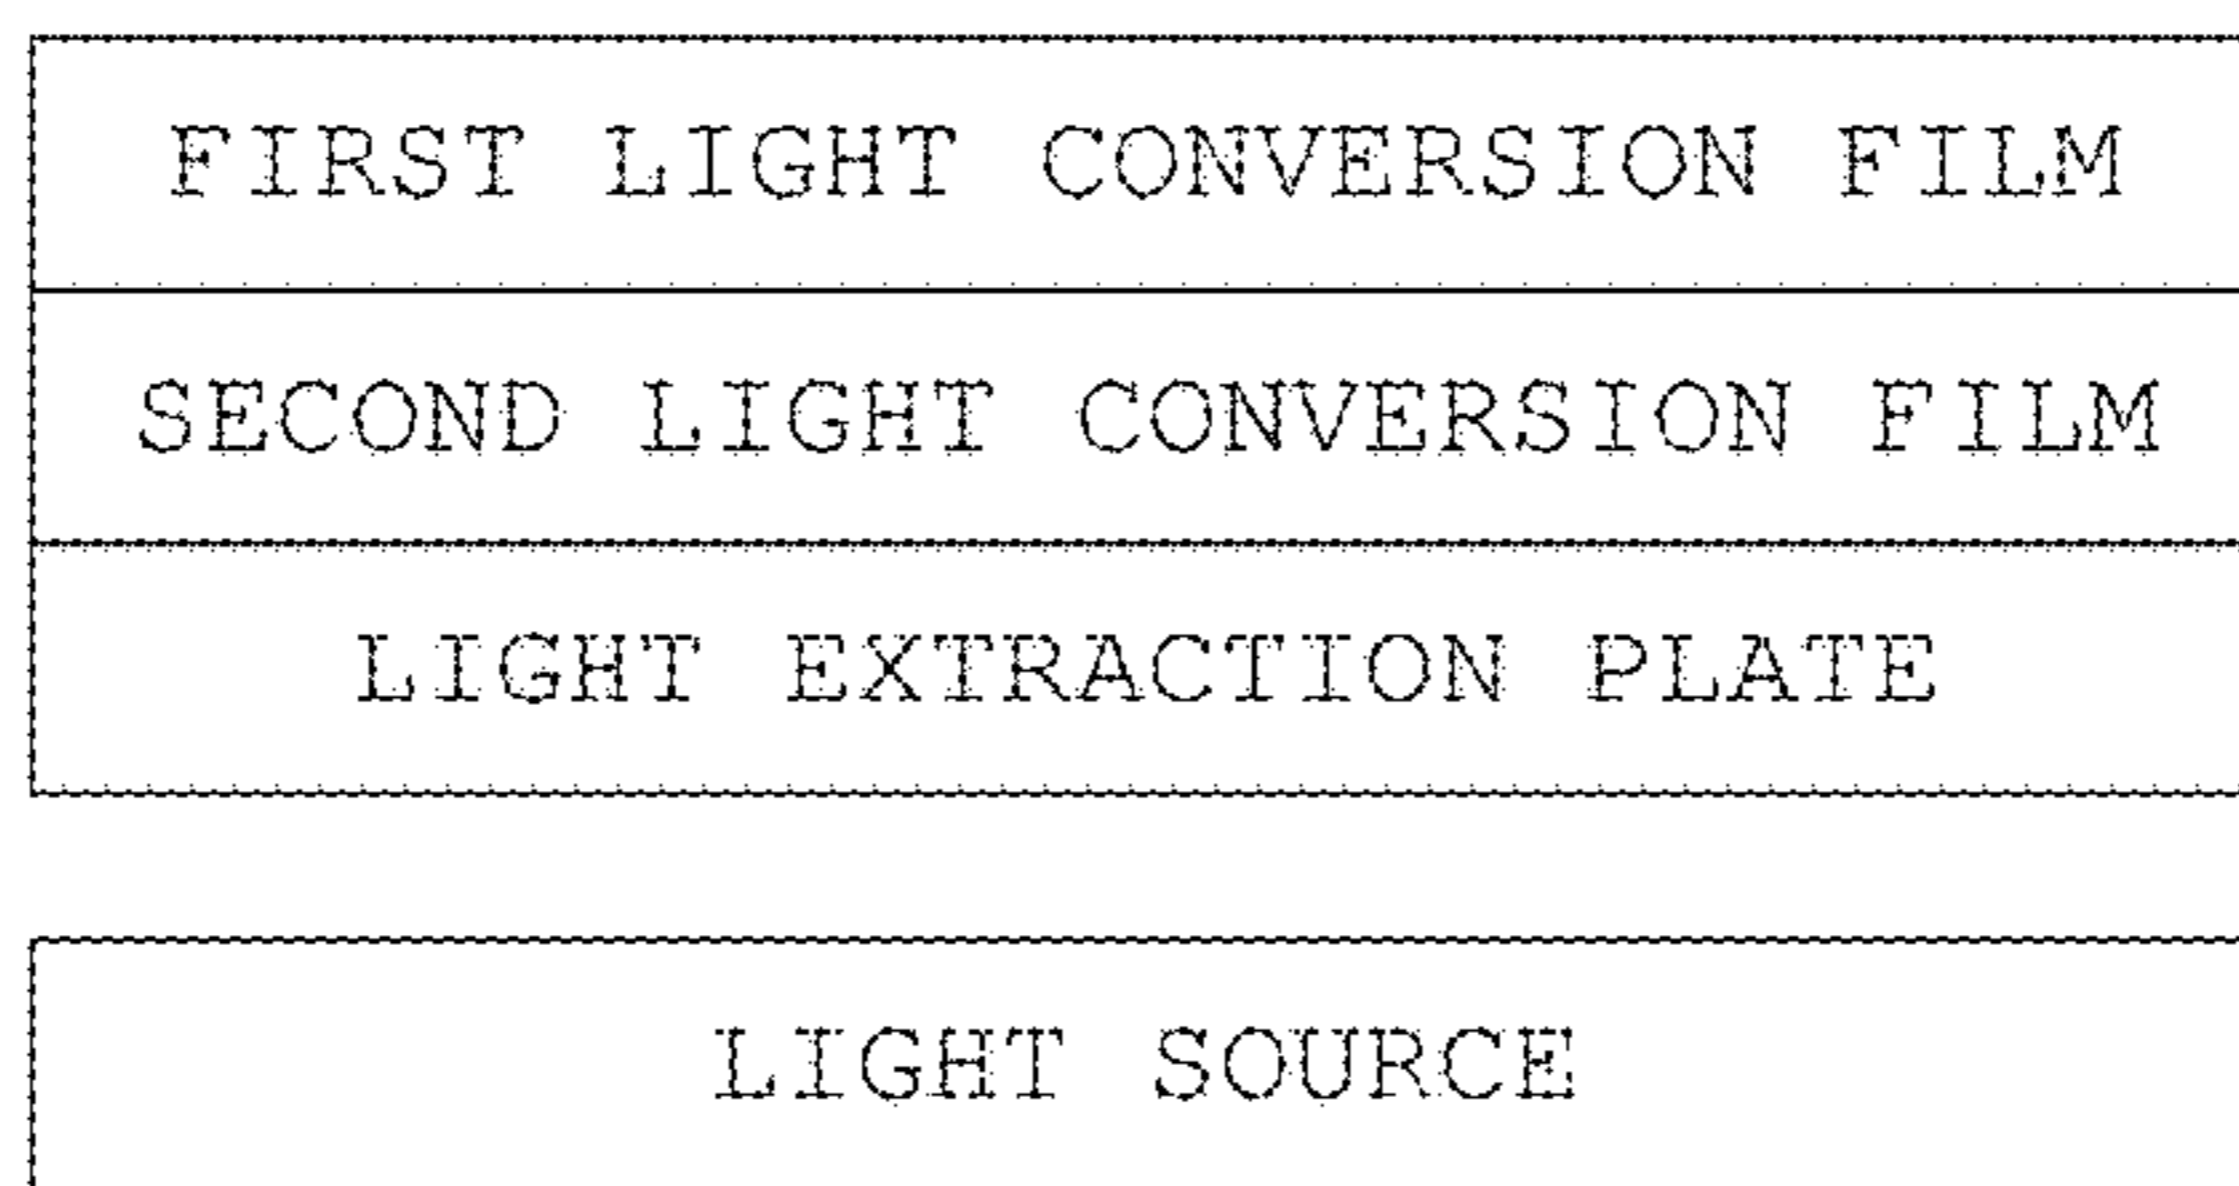 FIRST LIGHT CONVERSION FILM
SECOND LIGHT CONVERSION FILM
LIGHT EXTRACTION PLATE
LIGHT SOURCE